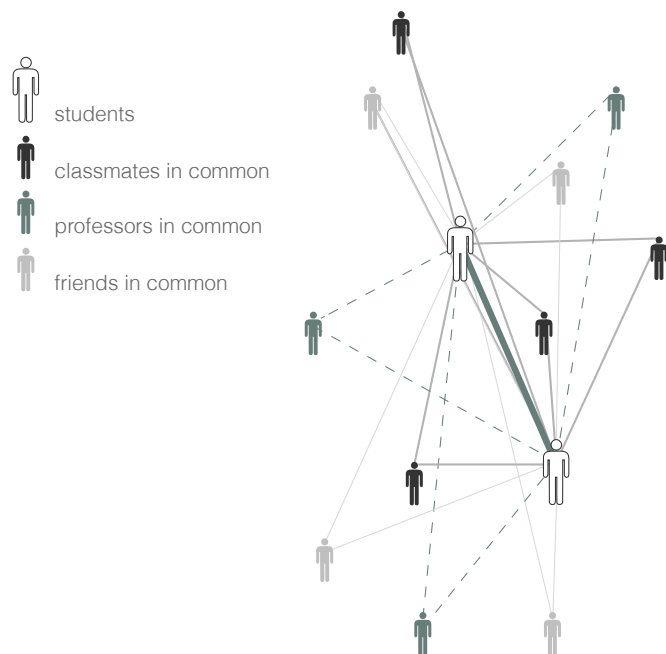 students
classmates in common
professors in common
friends in common